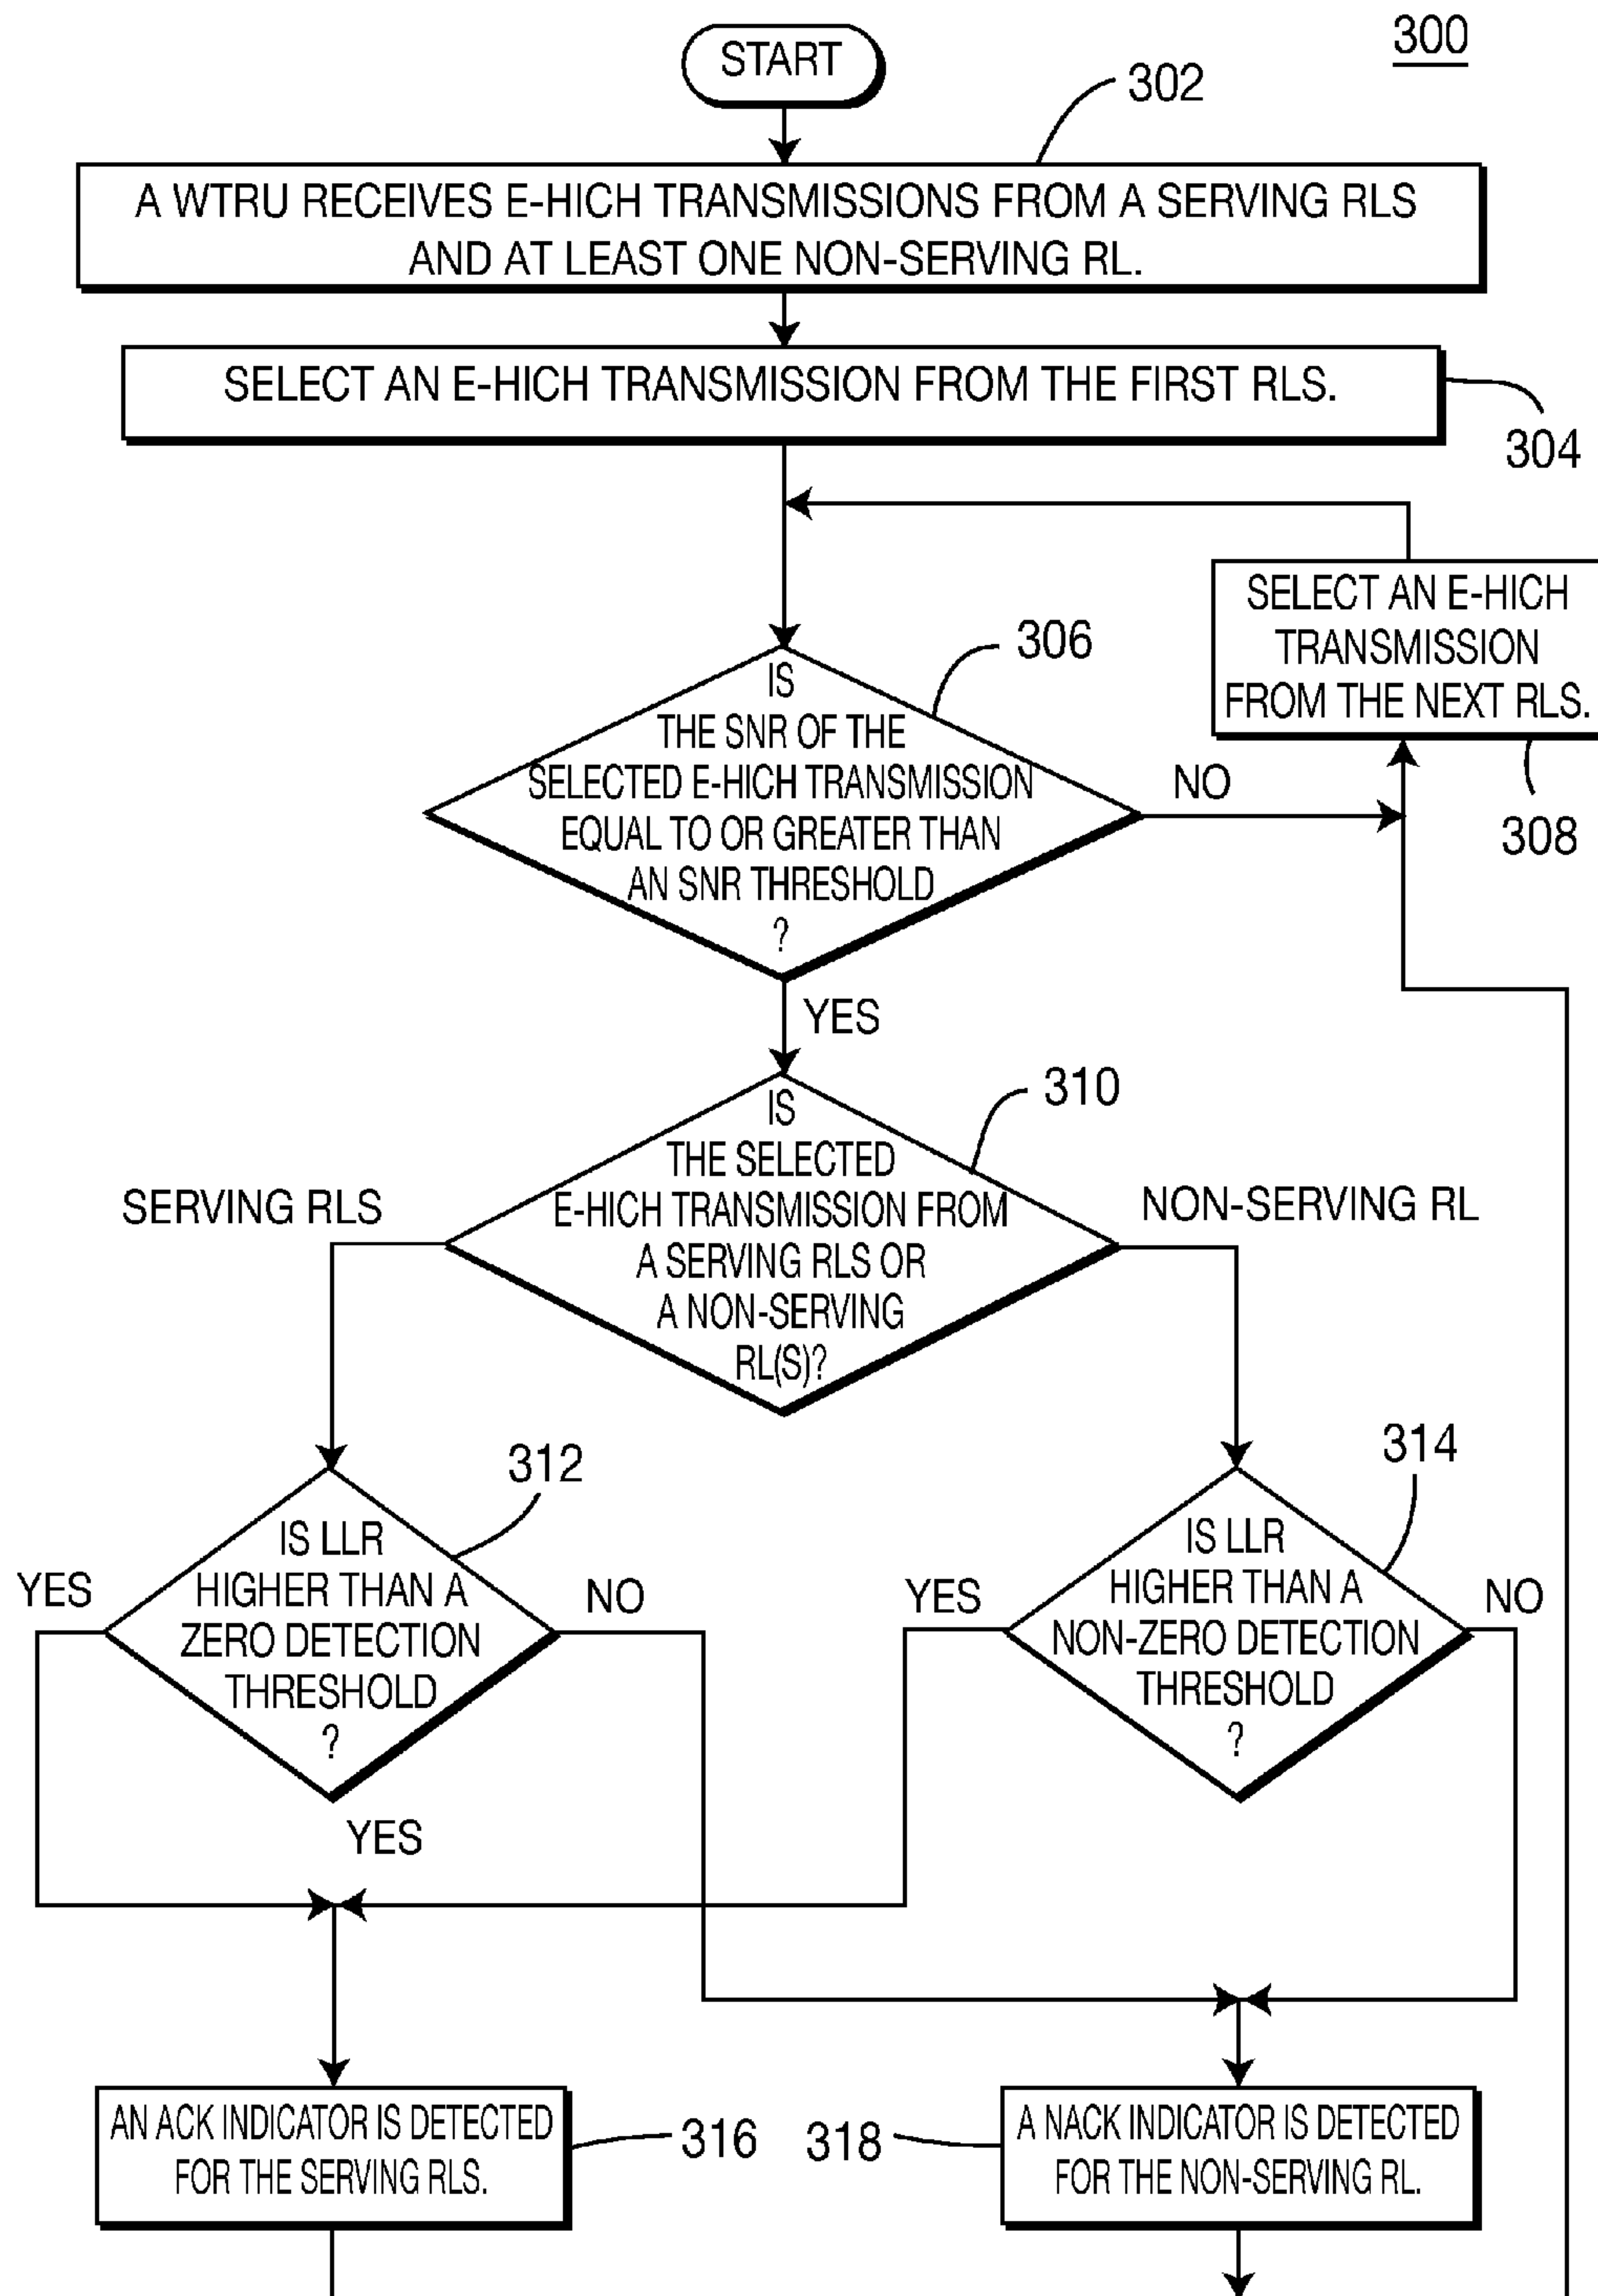 300
START
302
A WTRU RECEIVES E-HICH TRANSMISSIONS FROM A SERVING RLS
AND AT LEAST ONE NON-SERVING RL.
SELECT AN E-HICH TRANSMISSION FROM THE FIRST RLS.
304
SELECT AN E-HICH
TRANSMISSION
FROM THE NEXT RLS.
308
306
IS
THE SNR OF THE
SELECTED E-HICH TRANSMISSION
EQUAL TO OR GREATER THAN
AN SNR THRESHOLD
?
NO
YES
310
IS
THE SELECTED
E-HICH TRANSMISSION FROM
A SERVING RLS OR
A NON-SERVING
RL(S)?
SERVING RLS
NON-SERVING RL
312
IS LLR
HIGHER THAN A
ZERO DETECTION
THRESHOLD
?
YES
NO
314
IS LLR
HIGHER THAN A
NON-ZERO DETECTION
THRESHOLD
?
YES
NO
YES
AN ACK INDICATOR IS DETECTED
FOR THE SERVING RLS.
316
318
A NACK INDICATOR IS DETECTED
FOR THE NON-SERVING RL.